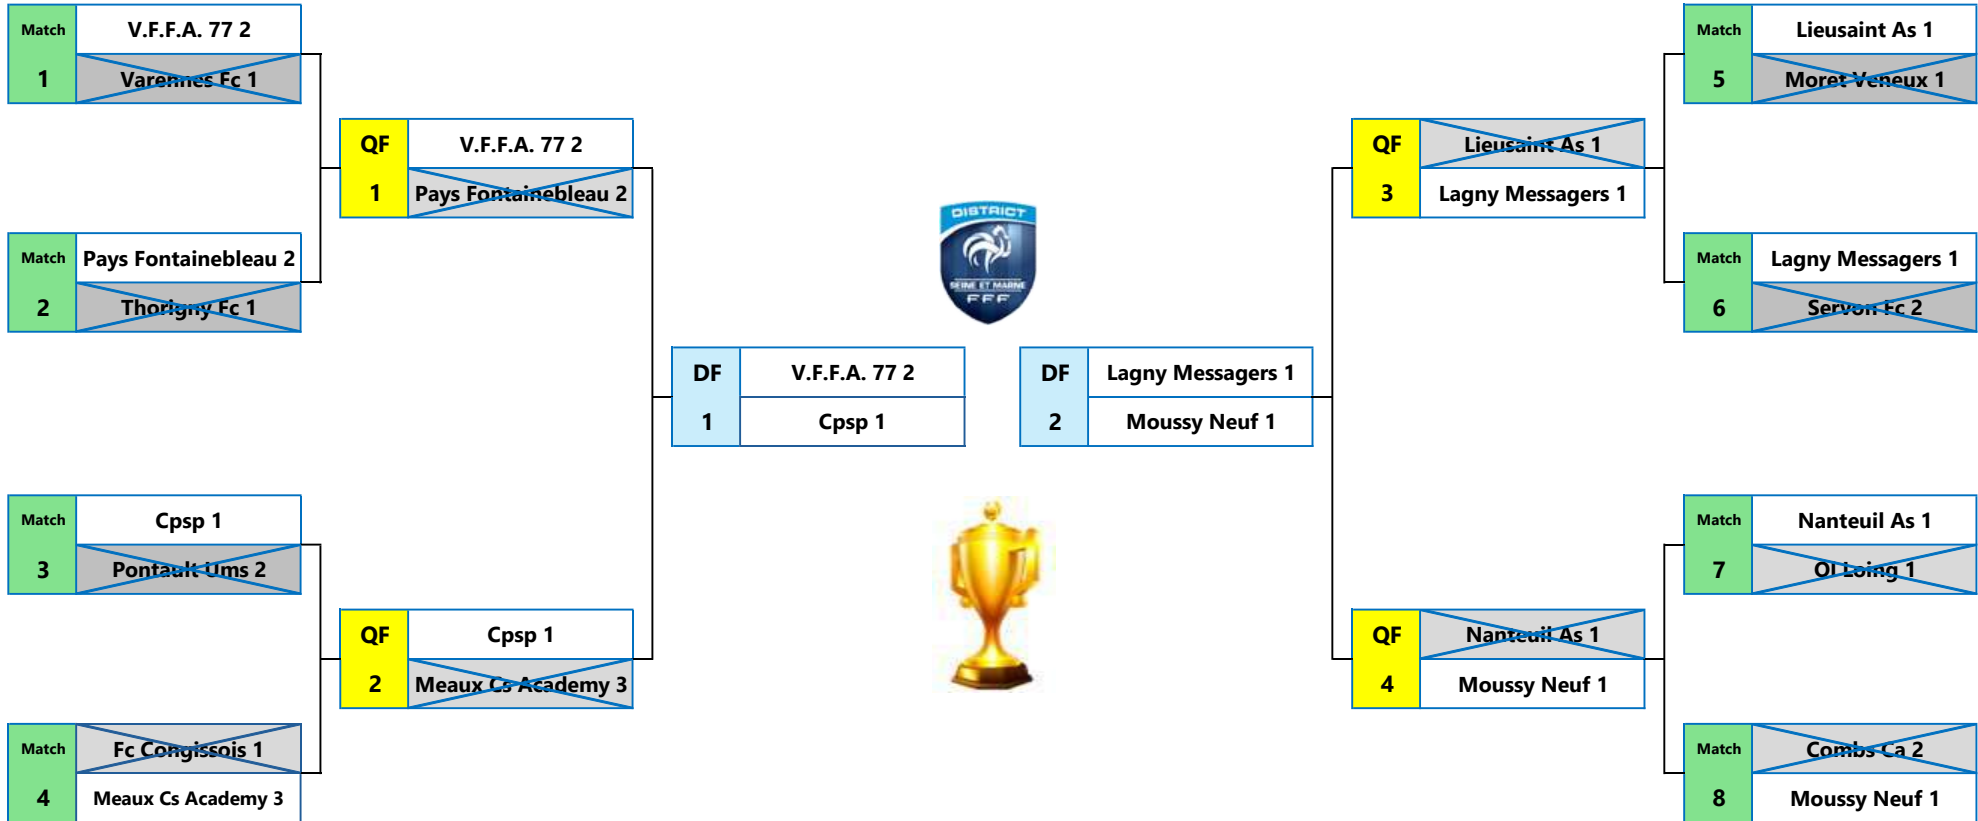 Match 1
V.F.F.A. 77 2
Varennes Fc 1
Match 2
Pays Fontainebleau 2
Thorigny Fc 1
Match 3
Cpsp 1
Pontault Ums 2
Match 4
Fc Congissois 1
Meaux Cs Academy 3
QF 1
V.F.F.A. 77 2
Pays Fontainebleau 2
QF 2
Cpsp 1
Meaux Cs Academy 3
DF 1
V.F.F.A. 77 2
Cpsp 1
DISTRICT
SEINE ET MARNE
FFF
DF 2
Lagny Messagers 1
Moussy Neuf 1
QF 3
Lieusaint As 1
Lagny Messagers 1
QF 4
Nanteuil As 1
Moussy Neuf 1
Match 5
Lieusaint As 1
Moret Veneux 1
Match 6
Lagny Messagers 1
Servon Fc 2
Match 7
Nanteuil As 1
Ol Loing 1
Match 8
Combs Ca 2
Moussy Neuf 1